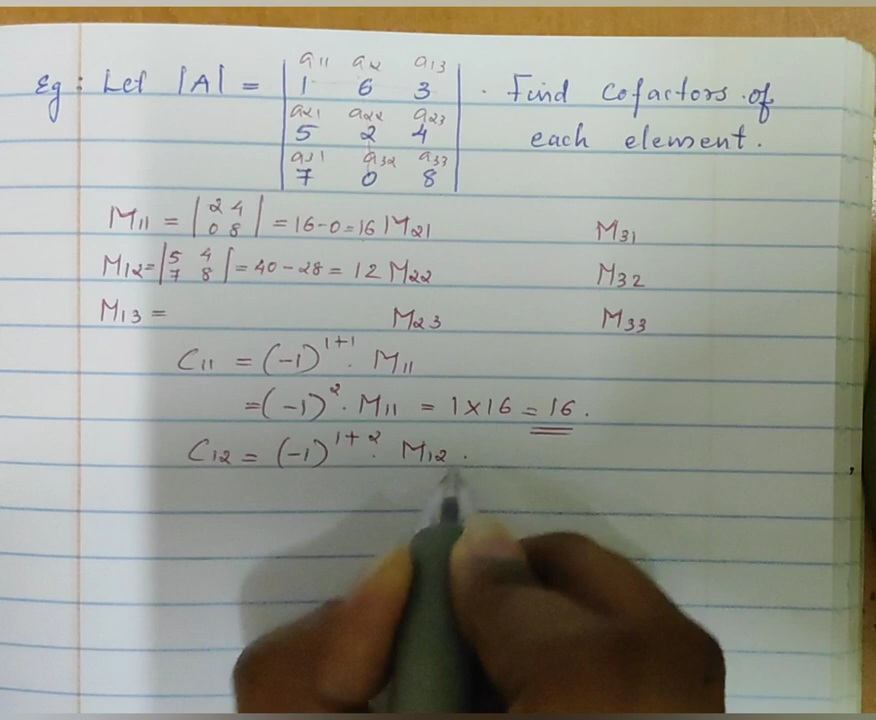 a11 a12 a13
Eg : Let |A| = | 1 6 3 | . Find cofactors of
a21 a22 a23
5 2 4 each element.
a31 a32 a33
7 0 8
M11 = | 2 4 | = 16-0=16 M21 M31
0 8
M12= | 5 4 | = 40-28 = 12 M22 M32
7 8
M13 = M23 M33
C11 = (-1)^1+1 . M11
=(-1)^2 . M11 = 1x16 = 16.
C12 = (-1)^1+2 . M12.